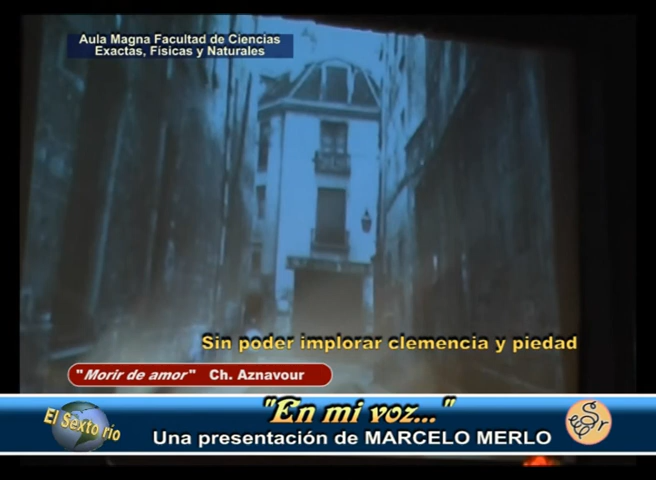 Aula Magna Facultad de Ciencias
Exactas, Físicas y Naturales
Sin poder implorar clemencia y piedad
"Morir de amor" Ch. Aznavour
"En mi voz..."
El Sexto río
Una presentación de MARCELO MERLO